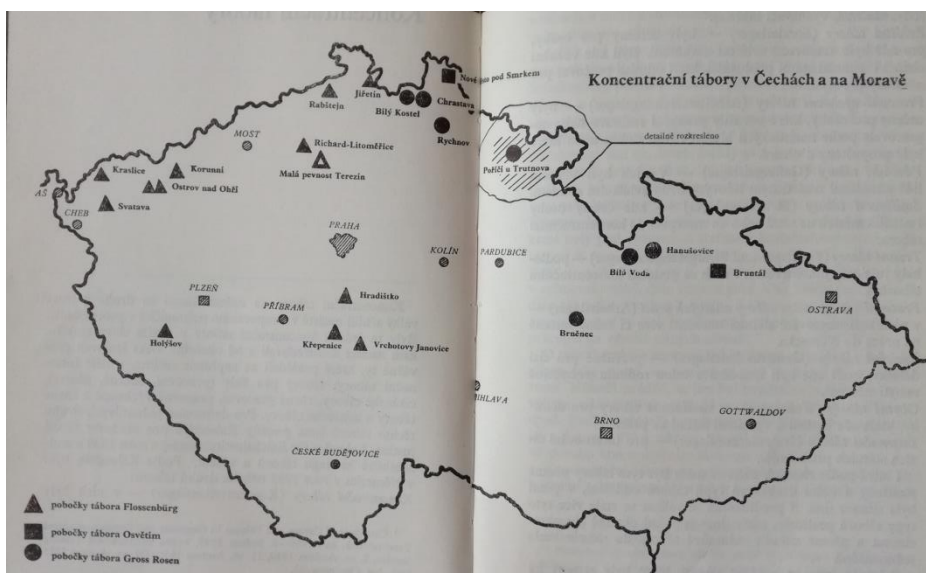 Koncentrační tábory v Čechách a na Moravě
detailně rozkresleno
Nové pod Smrkem
Jiřetín
Rabštejn
Bílý Kostel
Chrastava
Rychnov
MOST
Richard-Litoměřice
Malá pevnost Terezín
Poříčí u Trutnova
Kraslice
Korunní
Ostrov nad Ohří
AŠ
Svatava
CHEB
PRAHA
KOLÍN
PARDUBICE
Hanušovice
Bílá Voda
Bruntál
PLZEŇ
Hradištko
OSTRAVA
PŘÍBRAM
Brněnec
Holýšov
Křepenice
Vrchotovy Janovice
JIHLAVA
BRNO
GOTTWALDOV
ČESKÉ BUDĚJOVICE
pobočky tábora Flossenbürg
pobočky tábora Osvětim
pobočky tábora Gross Rosen